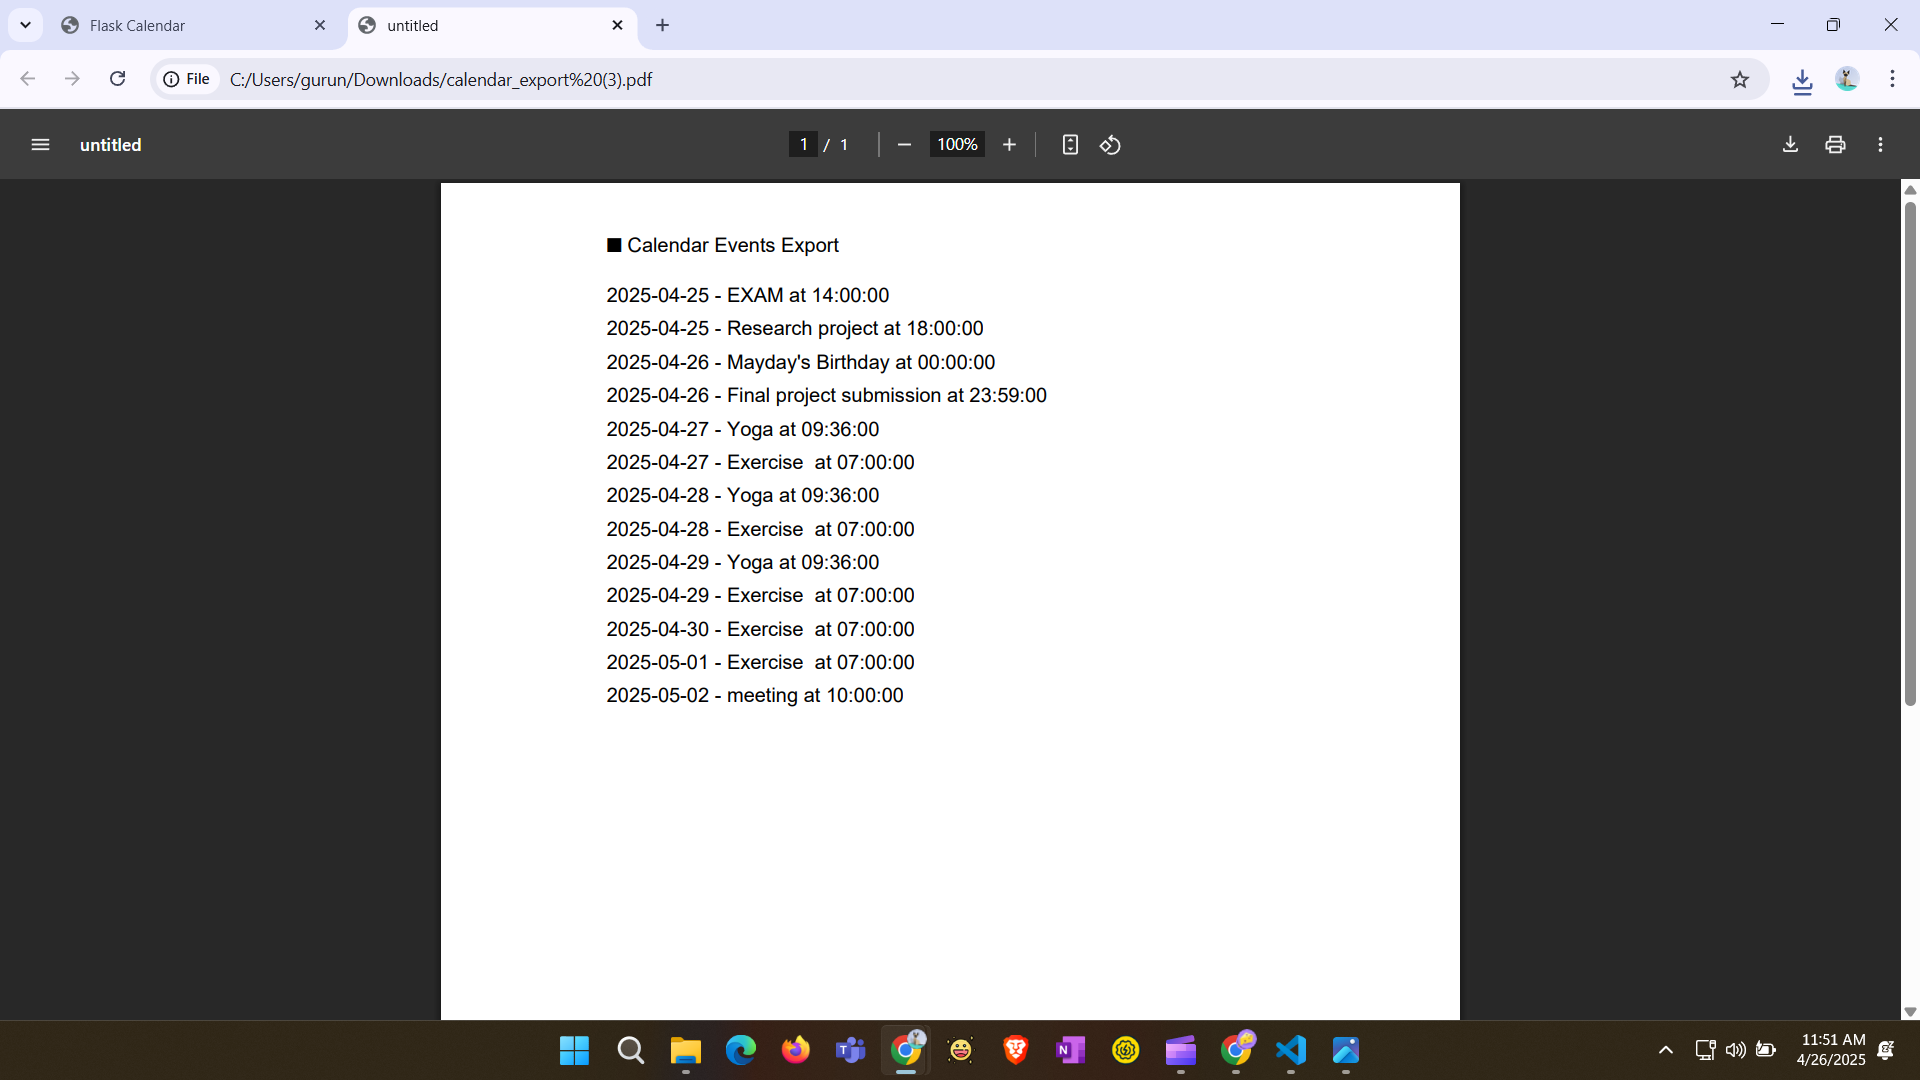 Flask Calendar
untitled
File
C:/Users/gurun/Downloads/calendar_export%20(3).pdf
untitled
1 / 1
100%
■ Calendar Events Export
2025-04-25 - EXAM at 14:00:00
2025-04-25 - Research project at 18:00:00
2025-04-26 - Mayday's Birthday at 00:00:00
2025-04-26 - Final project submission at 23:59:00
2025-04-27 - Yoga at 09:36:00
2025-04-27 - Exercise  at 07:00:00
2025-04-28 - Yoga at 09:36:00
2025-04-28 - Exercise  at 07:00:00
2025-04-29 - Yoga at 09:36:00
2025-04-29 - Exercise  at 07:00:00
2025-04-30 - Exercise  at 07:00:00
2025-05-01 - Exercise  at 07:00:00
2025-05-02 - meeting at 10:00:00
11:51 AM
4/26/2025